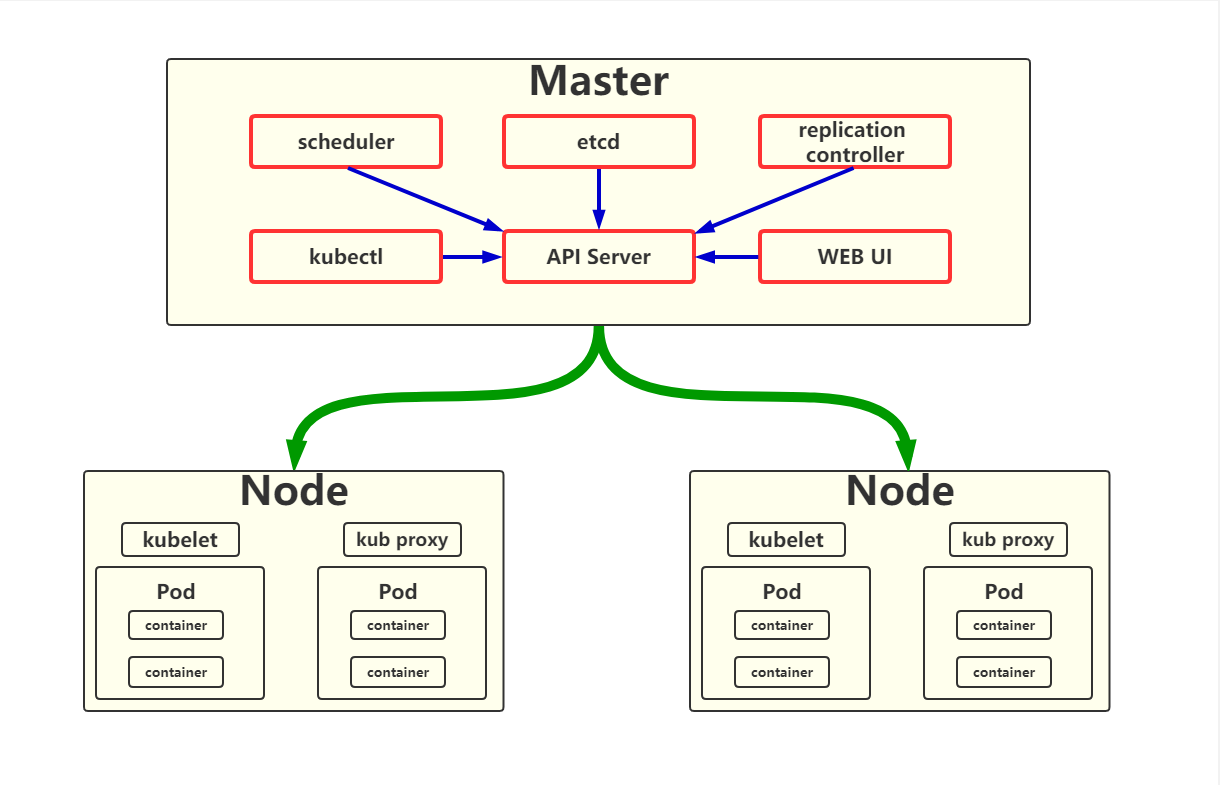 Master
scheduler
etcd
replication
controller
kubectl
API Server
WEB UI
Node
kubelet
kub proxy
Pod
container
container
Pod
container
container
Node
kubelet
kub proxy
Pod
container
container
Pod
container
container